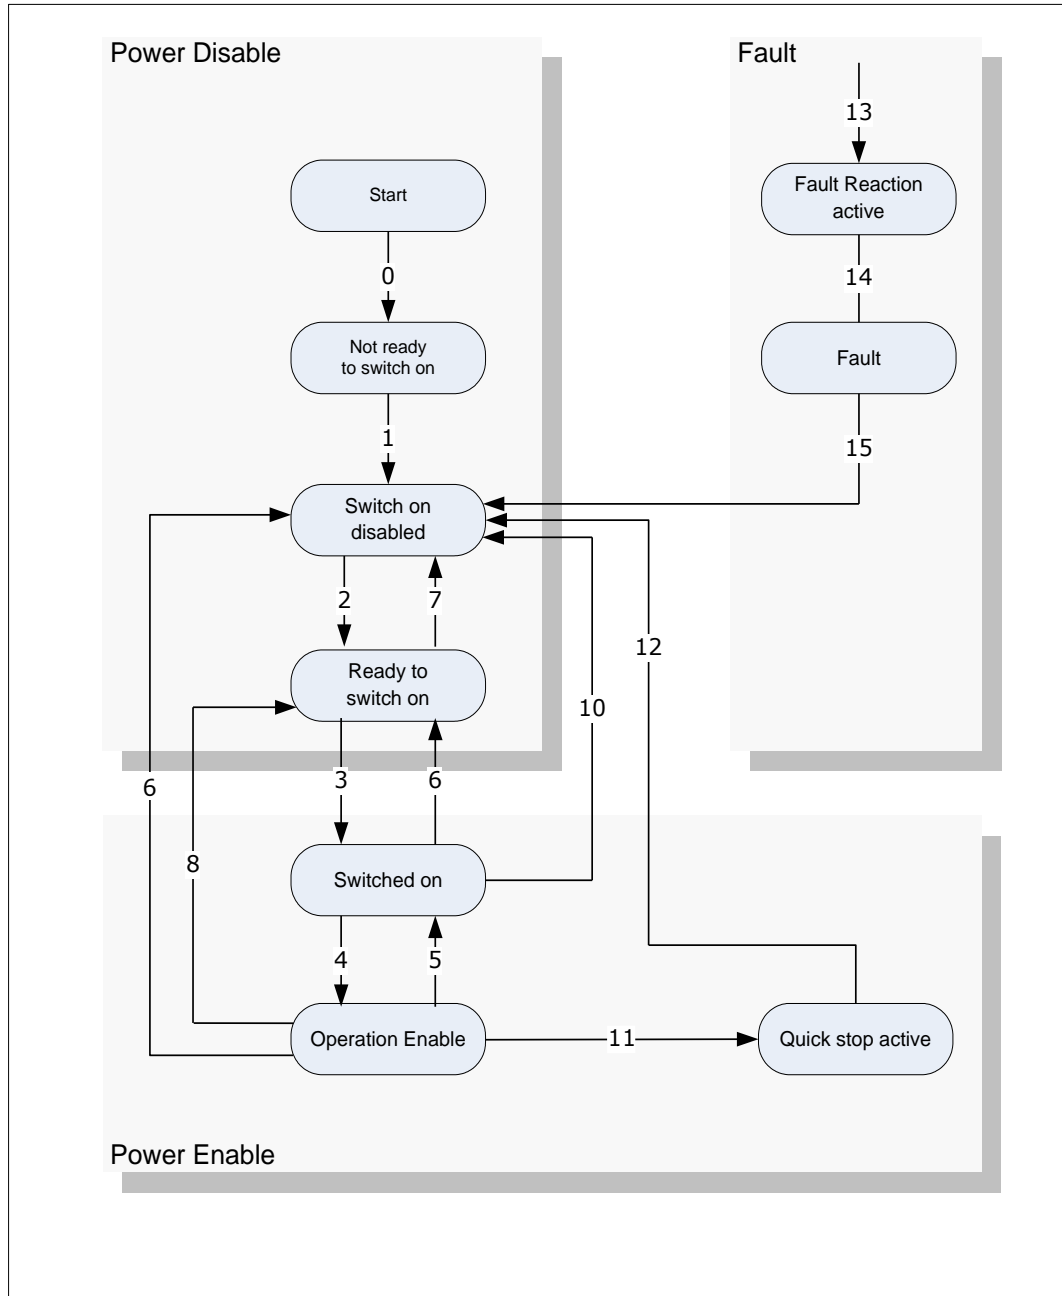 Power Disable
Fault
13
Start
Fault Reaction
active
0
14
Not ready
to switch on
Fault
1
15
Switch on
disabled
2
7
12
Ready to
switch on
10
3
6
6
8
Switched on
4
5
Operation Enable
11
Quick stop active
Power Enable